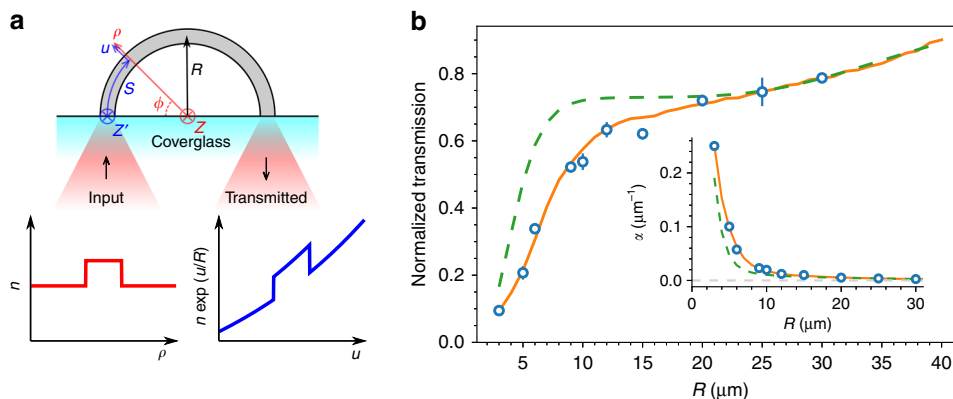 a
ρ
u
S
R
ϕ
Z′
Z
Coverglass
Input
Transmitted
n
ρ
n exp (u/R)
u
b
Normalized transmission
0.8
0.6
0.4
0.2
0.0
5 10 15 20 25 30 35 40
R (μm)
α (μm⁻¹)
0.2
0.1
0.0
10 20 30
R (μm)